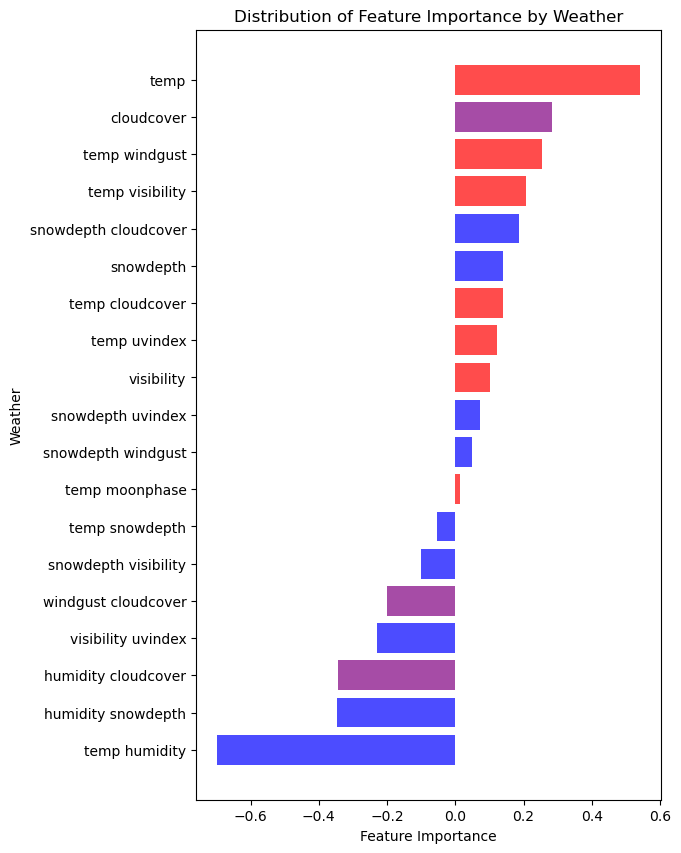 Distribution of Feature Importance by Weather
temp
cloudcover
temp windgust
temp visibility
snowdepth cloudcover
snowdepth
temp cloudcover
temp uvindex
visibility
snowdepth uvindex
snowdepth windgust
temp moonphase
temp snowdepth
snowdepth visibility
windgust cloudcover
visibility uvindex
humidity cloudcover
humidity snowdepth
temp humidity
Weather
−0.6 −0.4 −0.2 0.0 0.2 0.4 0.6
Feature Importance